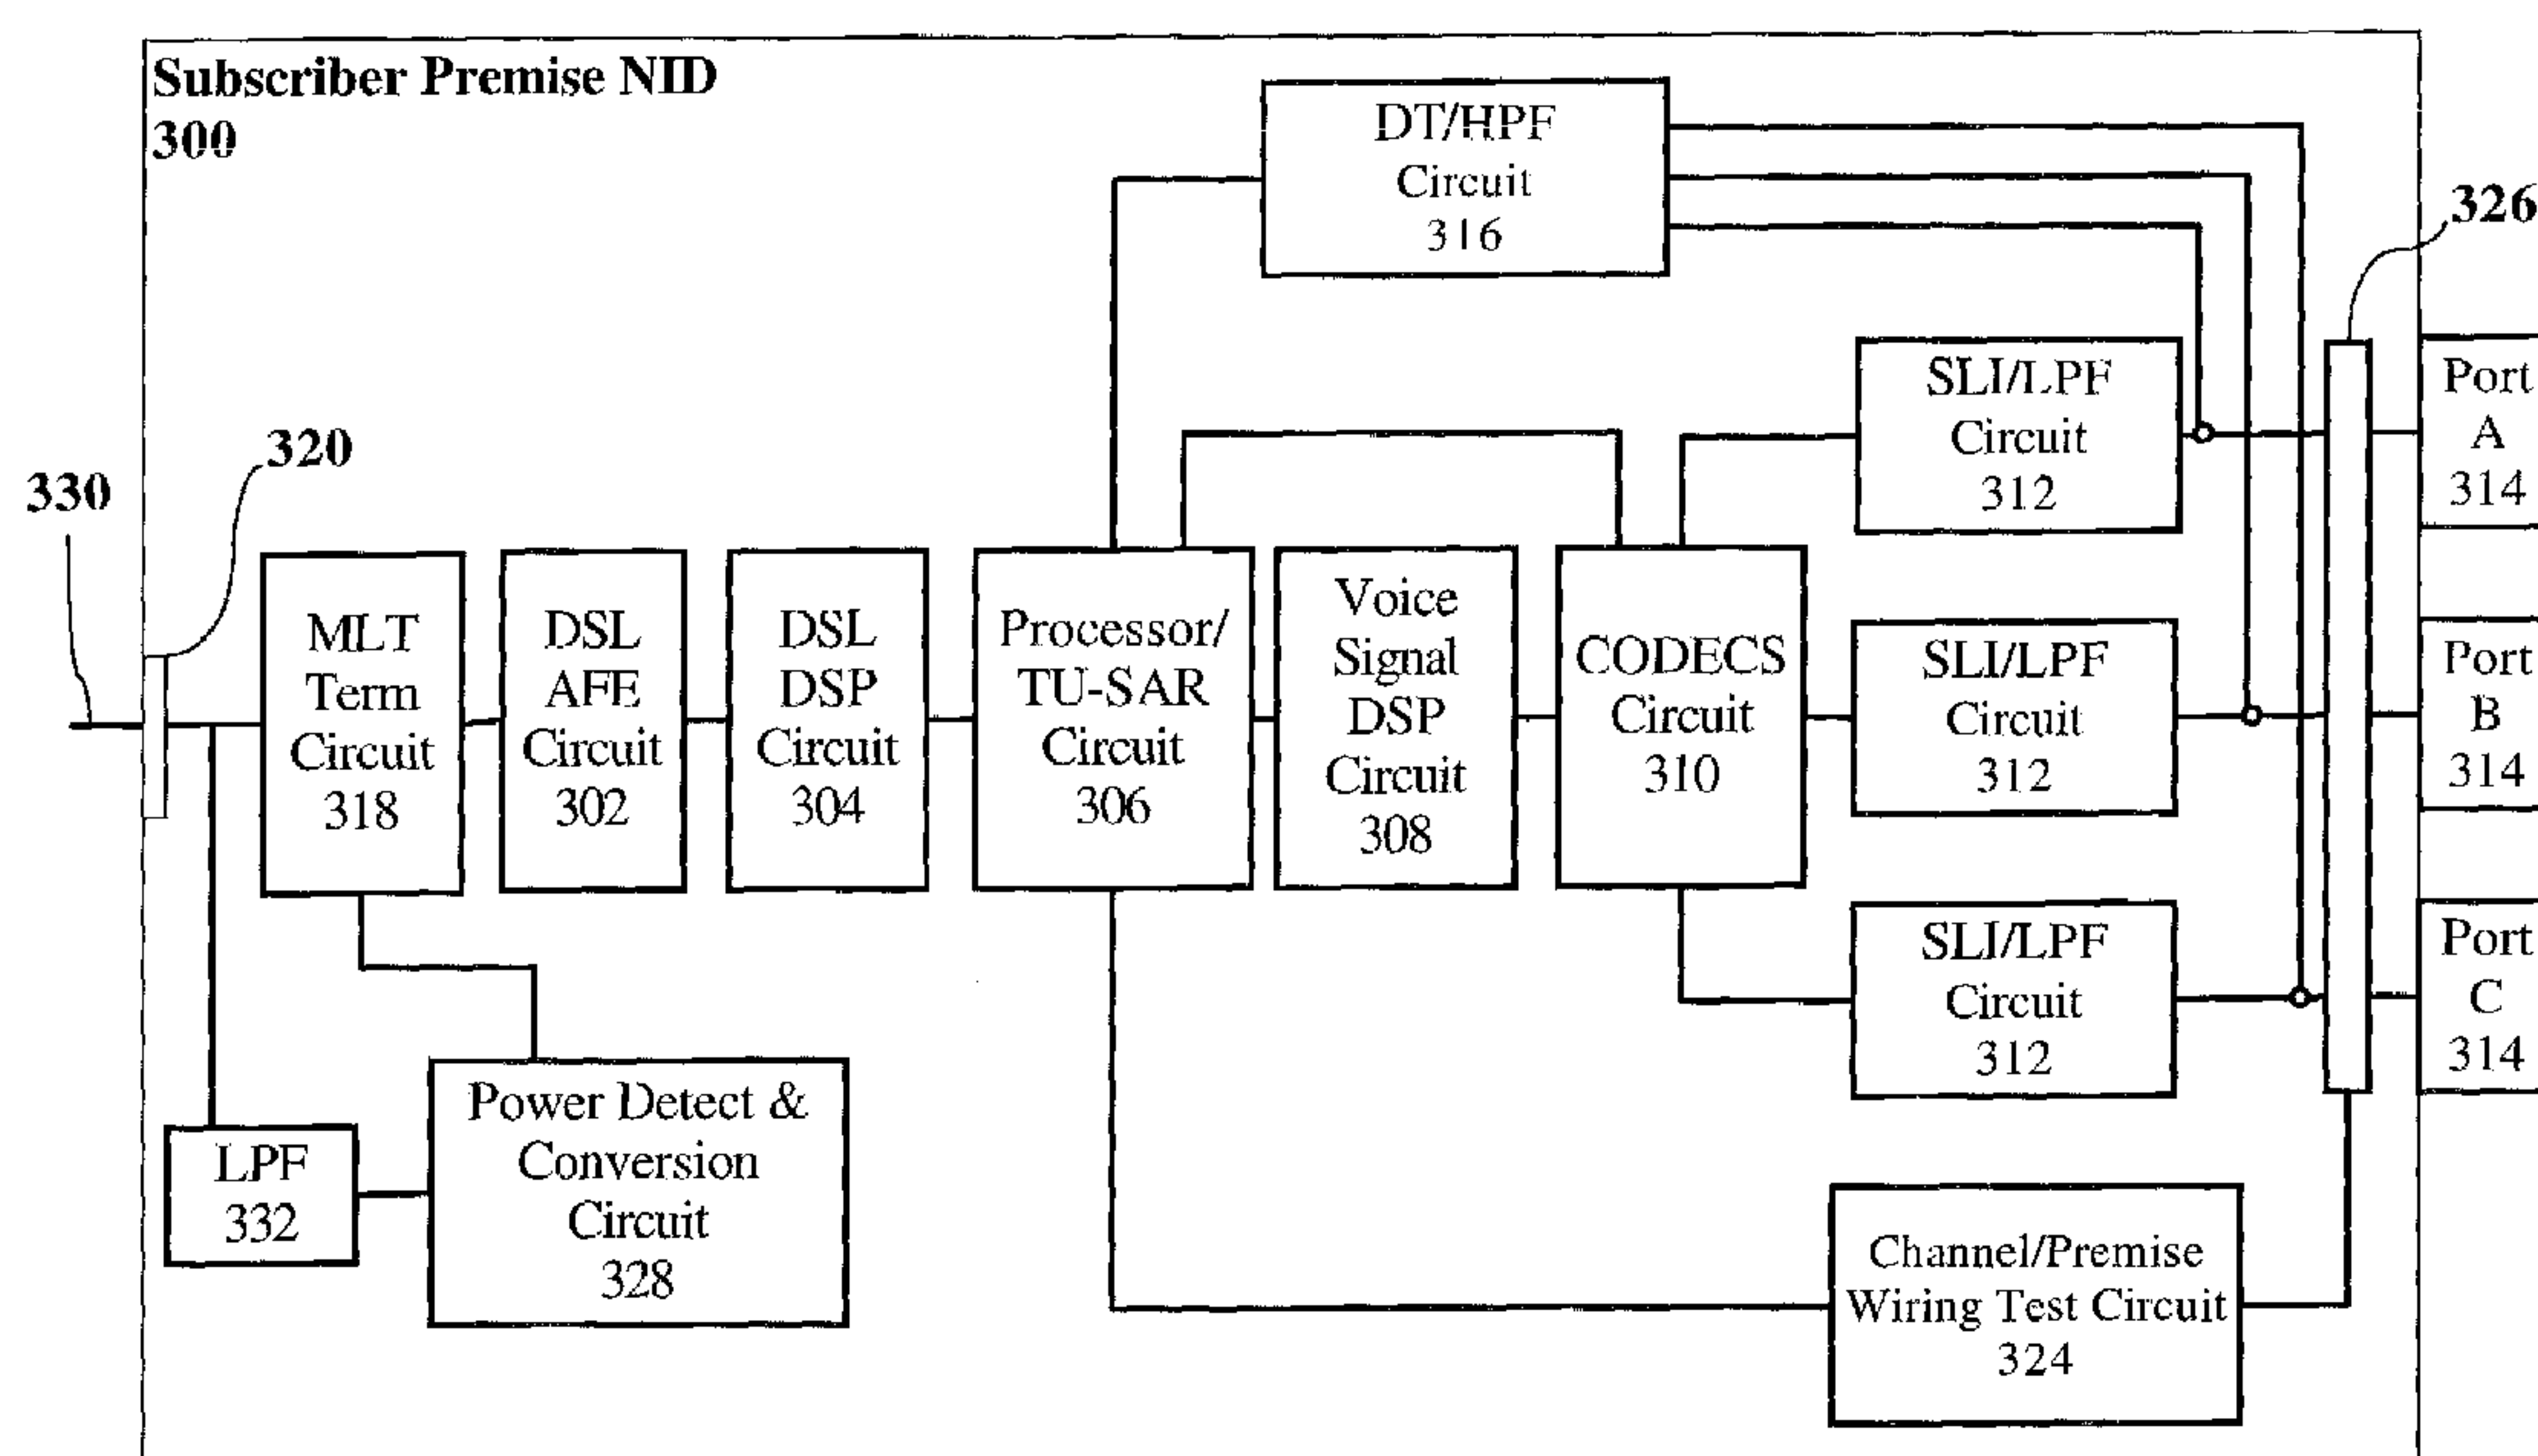 Subscriber Premise NID
300
DT/HPF
Circuit
316
326
320
330
SLI/LPF
Circuit
312
Port
A
314
MLT
Term
Circuit
318
DSL
AFE
Circuit
302
DSL
DSP
Circuit
304
Processor/
TU-SAR
Circuit
306
Voice
Signal
DSP
Circuit
308
CODECS
Circuit
310
SLI/LPF
Circuit
312
Port
B
314
SLI/LPF
Circuit
312
Port
C
314
LPF
332
Power Detect &
Conversion
Circuit
328
Channel/Premise
Wiring Test Circuit
324